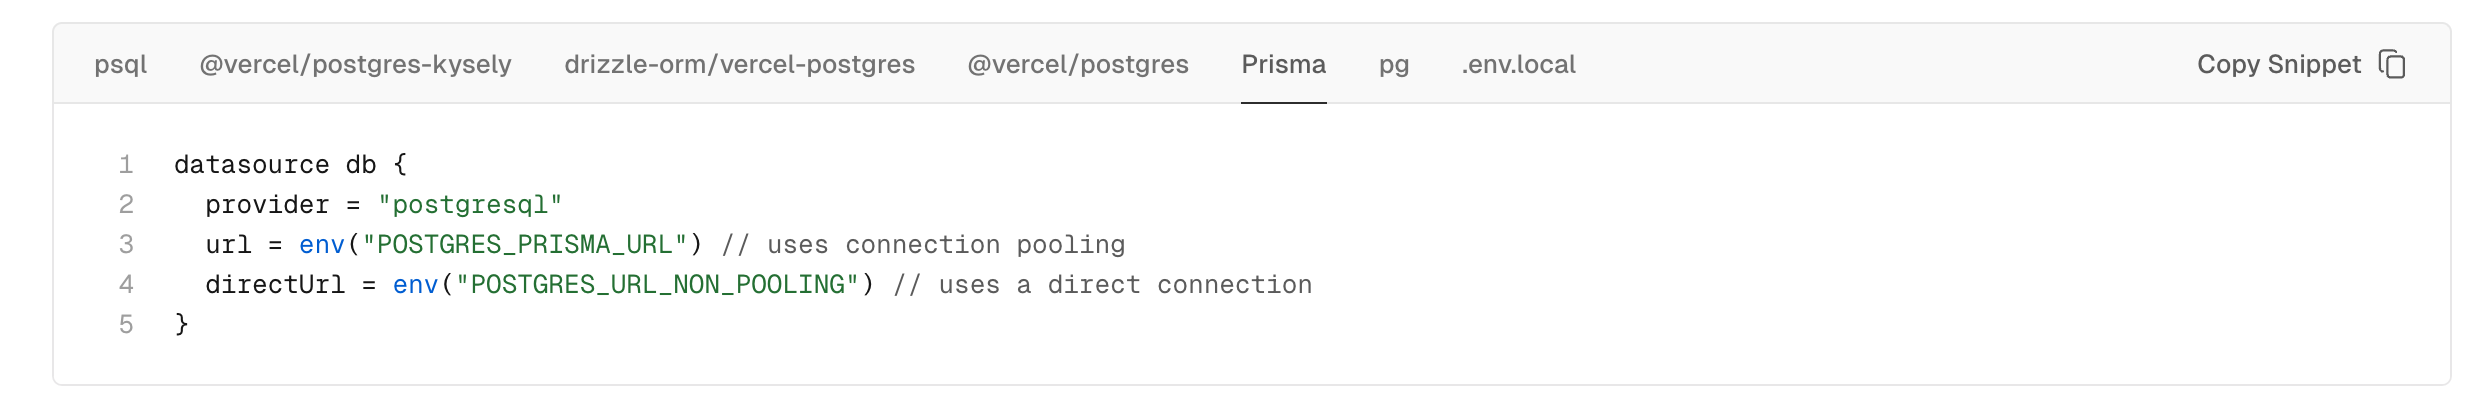 psql @vercel/postgres-kysely drizzle-orm/vercel-postgres @vercel/postgres Prisma pg .env.local Copy Snippet
1 datasource db {
2   provider = "postgresql"
3   url = env("POSTGRES_PRISMA_URL") // uses connection pooling
4   directUrl = env("POSTGRES_URL_NON_POOLING") // uses a direct connection
5 }